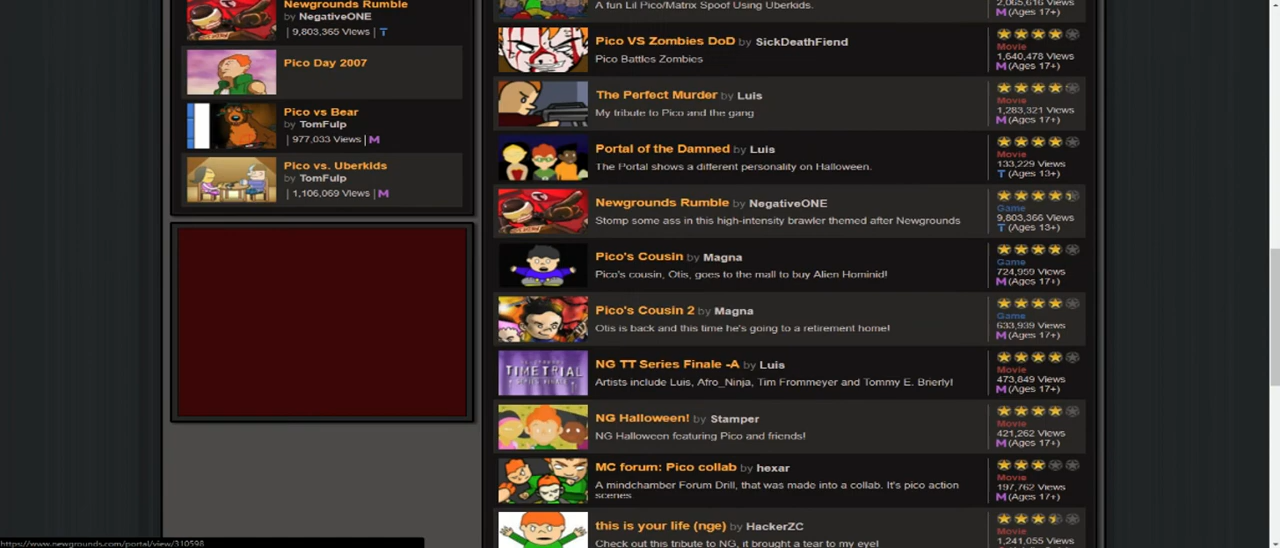 Newgrounds Rumble
by NegativeONE
| 9,803,365 Views | T
Pico Day 2007
Pico vs Bear
by TomFulp
| 977,033 Views | M
Pico vs. Uberkids
by TomFulp
| 1,106,069 Views | M
A fun Lil Pico/Matrix Spoof Using Uberkids.
2,065,616 Views
M (Ages 17+)
Pico VS Zombies DoD by SickDeathFiend
Pico Battles Zombies
Movie
1,640,478 Views
M (Ages 17+)
The Perfect Murder by Luis
My tribute to Pico and the gang
Movie
1,283,321 Views
M (Ages 17+)
Portal of the Damned by Luis
The Portal shows a different personality on Halloween.
Movie
133,229 Views
T (Ages 13+)
Newgrounds Rumble by NegativeONE
Stomp some ass in this high-intensity brawler themed after Newgrounds
Game
9,803,366 Views
T (Ages 13+)
Pico's Cousin by Magna
Pico's cousin, Otis, goes to the mall to buy Alien Hominid!
Game
724,959 Views
M (Ages 17+)
Pico's Cousin 2 by Magna
Otis is back and this time he's going to a retirement home!
Game
633,939 Views
M (Ages 17+)
TIMETRIAL
NG TT Series Finale -A by Luis
Artists include Luis, Afro_Ninja, Tim Frommeyer and Tommy E. Brierly!
Movie
473,849 Views
M (Ages 17+)
NG Halloween! by Stamper
NG Halloween featuring Pico and friends!
Movie
421,262 Views
M (Ages 17+)
MC forum: Pico collab by hexar
A mindchamber Forum Drill, that was made into a collab. It's pico action
scenes
Movie
197,762 Views
M (Ages 17+)
this is your life (nge) by HackerZC
Check out this tribute to NG, it brought a tear to my eye!
Movie
1,241,055 Views
https://www.newgrounds.com/portal/view/310598